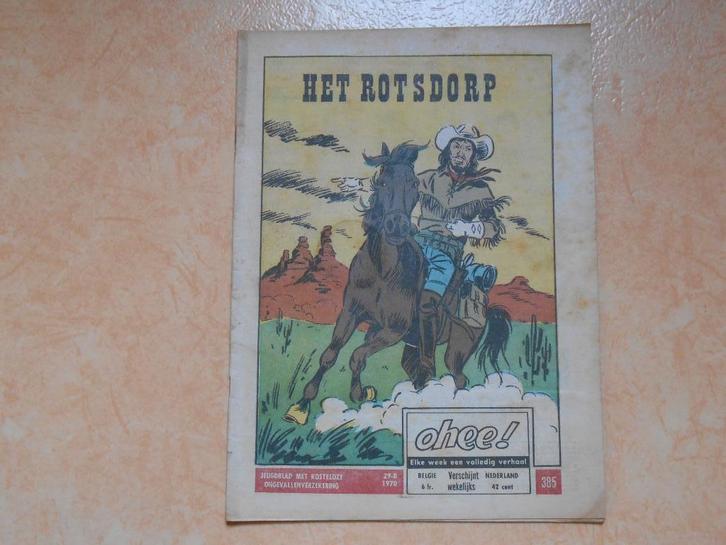 HET ROTSDORP
ohee!
Elke week een volledig verhaal
JEUGDBLAD MET KOSTELOZE
ONGEVALLENVERZEKERING
29-8
1970
BELGIE
6 fr.
Verschijnt
wekelijks
NEDERLAND
42 cent
385